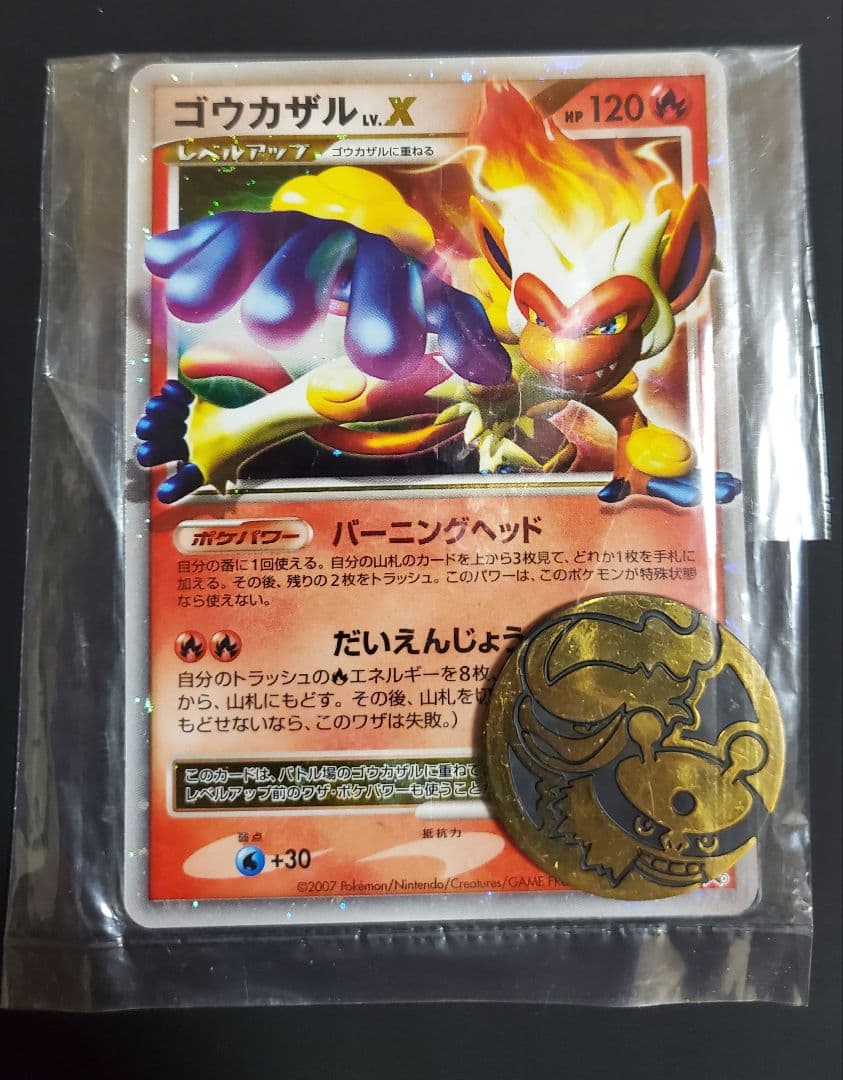 ゴウカザル LV.X HP 120
レベルアップ ゴウカザルに重ねる
ポケパワー バーニングヘッド
自分の番に1回使える。自分の山札のカードを上から3枚見て、どれか1枚を手札に
加える。その後、残りの2枚をトラッシュ。このパワーは、このポケモンが特殊状態
なら使えない。
だいえんじょう
自分のトラッシュのエネルギーを8枚、
から、山札にもどす。その後、山札を切
もどせないなら、このワザは失敗。）
このカードは、バトル場のゴウカザルに重ねて
レベルアップ前のワザ・ポケパワーも使うこと
弱点 抵抗力
+30
©2007 Pokémon/Nintendo/Creatures/GAME FR